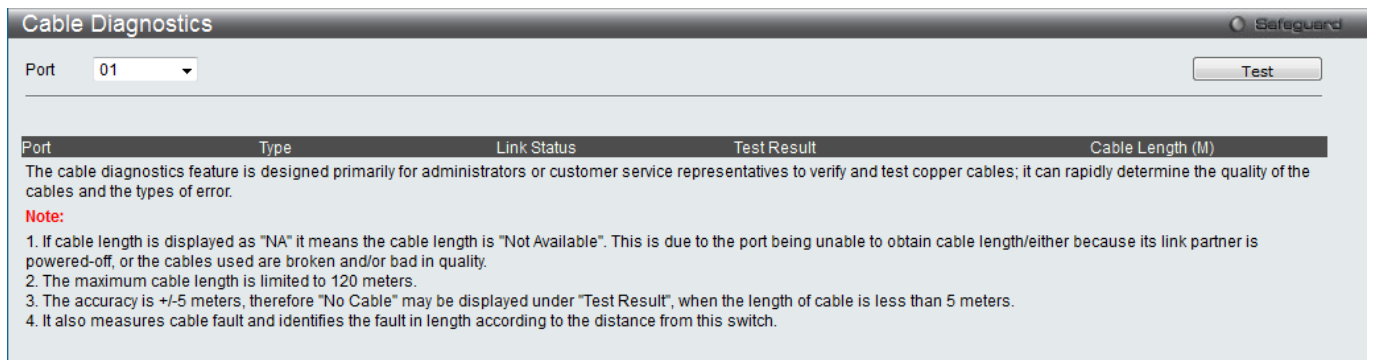 Cable Diagnostics
Safeguard
Port 01 Test
Port Type Link Status Test Result Cable Length (M)
The cable diagnostics feature is designed primarily for administrators or customer service representatives to verify and test copper cables; it can rapidly determine the quality of the
cables and the types of error.
Note:
1. If cable length is displayed as "NA" it means the cable length is "Not Available". This is due to the port being unable to obtain cable length/either because its link partner is
powered-off, or the cables used are broken and/or bad in quality.
2. The maximum cable length is limited to 120 meters.
3. The accuracy is +/-5 meters, therefore "No Cable" may be displayed under "Test Result", when the length of cable is less than 5 meters.
4. It also measures cable fault and identifies the fault in length according to the distance from this switch.